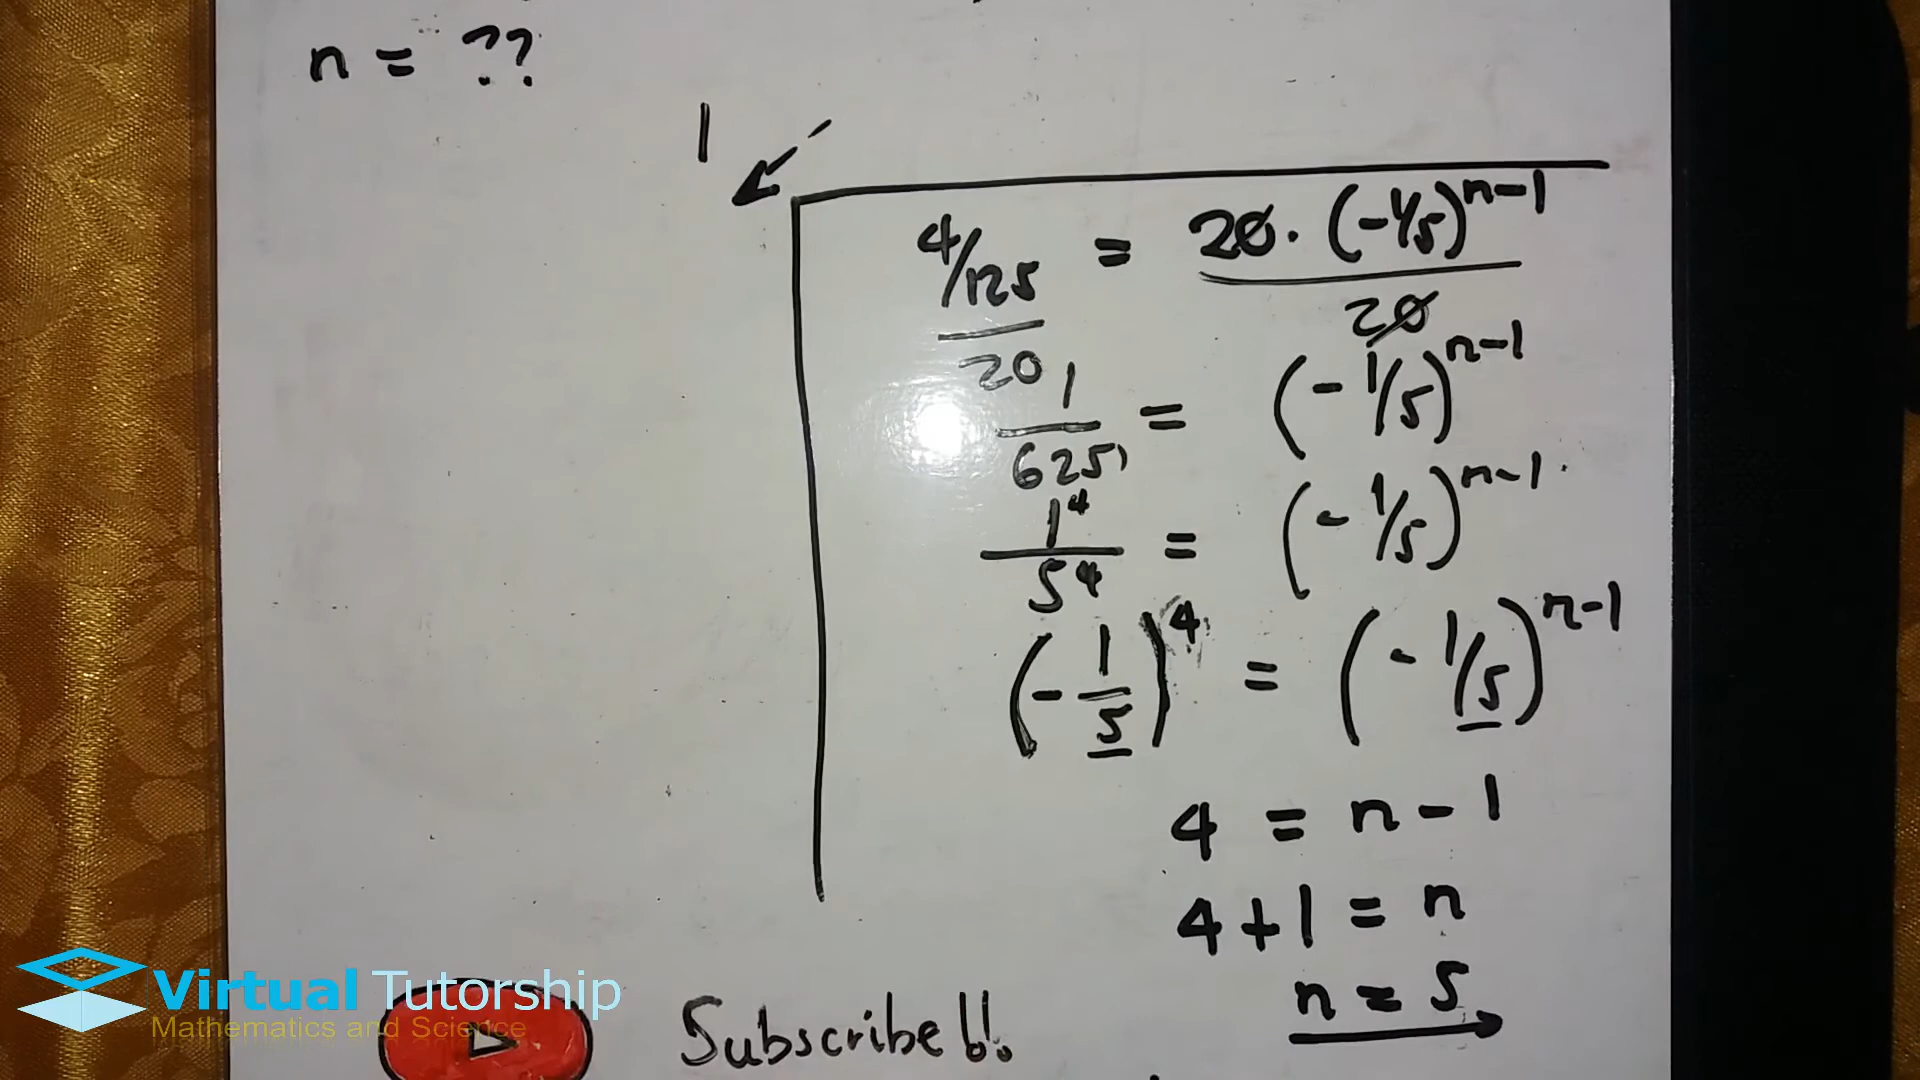 n = ??
1
4/125 / 20 = 20 · (-1/5)^n-1 / 20
1/625 = (-1/5)^n-1
1^4/5^4 = (-1/5)^n-1
(-1/5)^4 = (-1/5)^n-1
4 = n - 1
4 + 1 = n
n = 5
Subscribe!!
Virtual Tutorship
Mathematics and Science